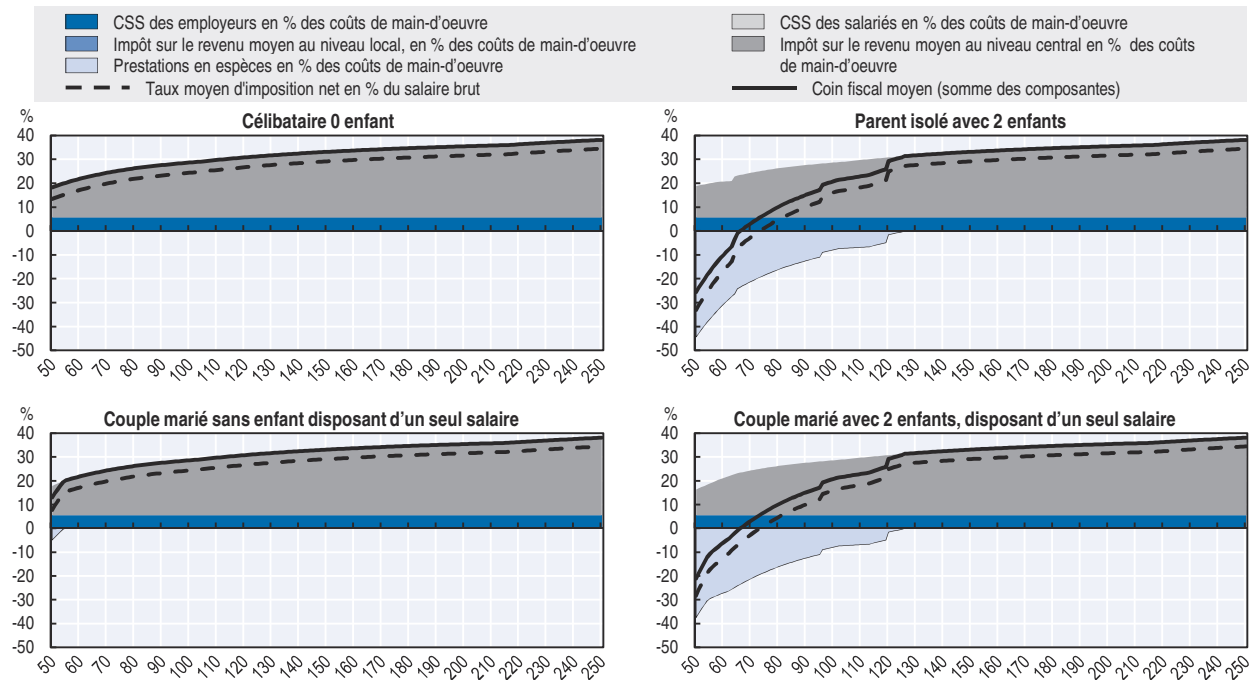 CSS des employeurs en % des coûts de main-d'oeuvre
CSS des salariés en % des coûts de main-d'oeuvre
Impôt sur le revenu moyen au niveau local, en % des coûts de main-d'oeuvre
Impôt sur le revenu moyen au niveau central en % des coûts
de main-d'oeuvre
Prestations en espèces en % des coûts de main-d'oeuvre
Taux moyen d'imposition net en % du salaire brut
Coin fiscal moyen (somme des composantes)
%
Célibataire 0 enfant
40
30
20
10
0
-10
-20
-30
-40
-50
50 60 70 80 90 100 110 120 130 140 150 160 170 180 190 200 210 220 230 240 250
%
Parent isolé avec 2 enfants
40
30
20
10
0
-10
-20
-30
-40
-50
50 60 70 80 90 100 110 120 130 140 150 160 170 180 190 200 210 220 230 240 250
%
Couple marié sans enfant disposant d'un seul salaire
40
30
20
10
0
-10
-20
-30
-40
-50
50 60 70 80 90 100 110 120 130 140 150 160 170 180 190 200 210 220 230 240 250
%
Couple marié avec 2 enfants, disposant d'un seul salaire
40
30
20
10
0
-10
-20
-30
-40
-50
50 60 70 80 90 100 110 120 130 140 150 160 170 180 190 200 210 220 230 240 250